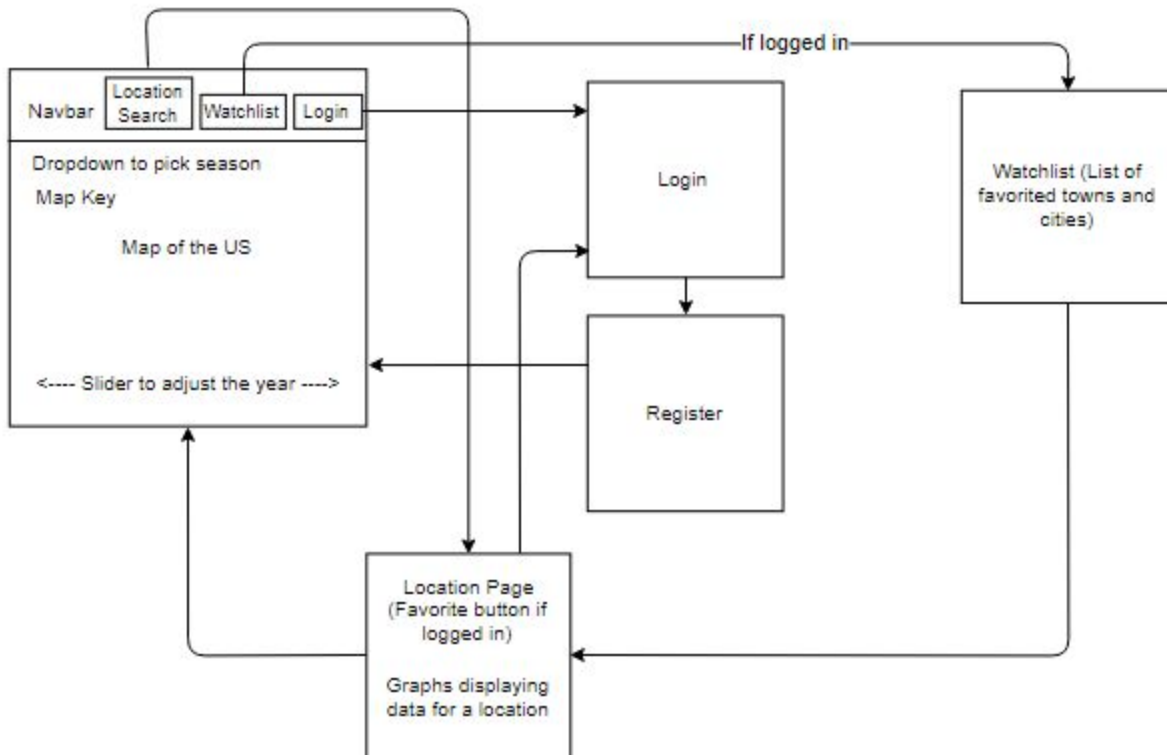 If logged in
Location
Search
Navbar
Watchlist
Login
Dropdown to pick season
Map Key
Map of the US
<---- Slider to adjust the year ---->
Login
Register
Watchlist (List of
favorited towns and
cities)
Location Page
(Favorite button if
logged in)
Graphs displaying
data for a location